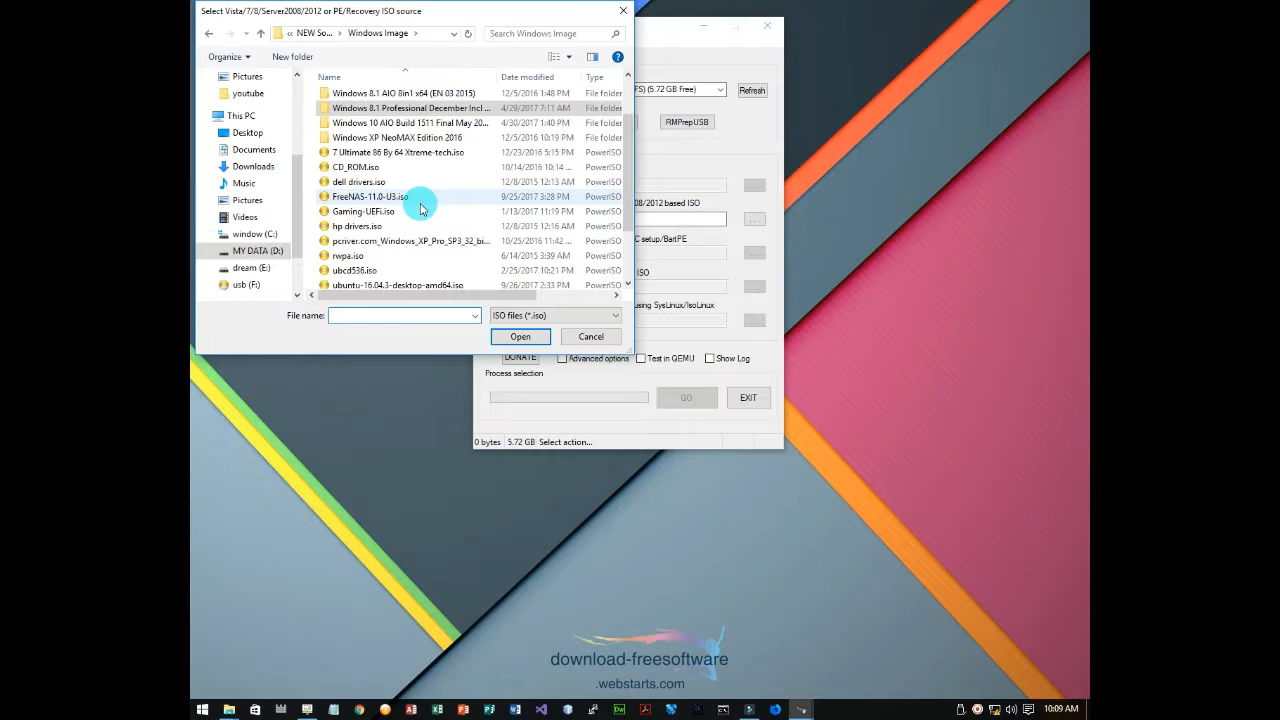 Select Vista/7/8/Server2008/2012 or PE/Recovery ISO source
NEW So... Windows Image
Search Windows Image
Organize
New folder
Name
Date modified
Type
Pictures
youtube
This PC
Desktop
Documents
Downloads
Music
Pictures
Videos
window (C:)
MY DATA (D:)
dream (E:)
usb (F:)
Windows 8.1 AIO 8in1 x64 (EN 03 2015) 12/5/2016 1:48 PM File folder
Windows 8.1 Professional December Incl ... 4/29/2017 7:11 AM File folder
Windows 10 AIO Build 1511 Final May 20... 4/30/2017 1:40 PM File folder
Windows XP NeoMAX Edition 2016 12/5/2016 10:19 PM File folder
7 Ultimate 86 By 64 Xtreme-tech.iso 12/23/2016 5:15 PM PowerISO
CD_ROM.iso 10/14/2016 10:16 ... PowerISO
dell drivers.iso 12/8/2015 12:13 AM PowerISO
FreeNAS-11.0-U3.iso 9/25/2017 3:28 PM PowerISO
Gaming-UEFi.iso 1/13/2017 11:19 PM PowerISO
hp drivers.iso 12/8/2015 12:16 AM PowerISO
pcriver.com_Windows_XP_Pro_SP3_32_bi... 10/25/2016 11:42 ... PowerISO
rwpa.iso 6/14/2015 3:39 AM PowerISO
ubcd536.iso 2/25/2017 10:21 PM PowerISO
ubuntu-16.04.3-desktop-amd64.iso 9/26/2017 2:33 PM PowerISO
File name:
ISO files (*.iso)
Open
Cancel
FS) (5.72 GB Free)
Refresh
RMPrepUSB
...
08/2012 based ISO
...
C setup/BartPE
...
ISO
...
using SysLinux/IsoLinux
...
DONATE
Advanced options
Test in QEMU
Show Log
Process selection
GO
EXIT
0 bytes
5.72 GB
Select action...
download-freesoftware
.webstarts.com
10:09 AM